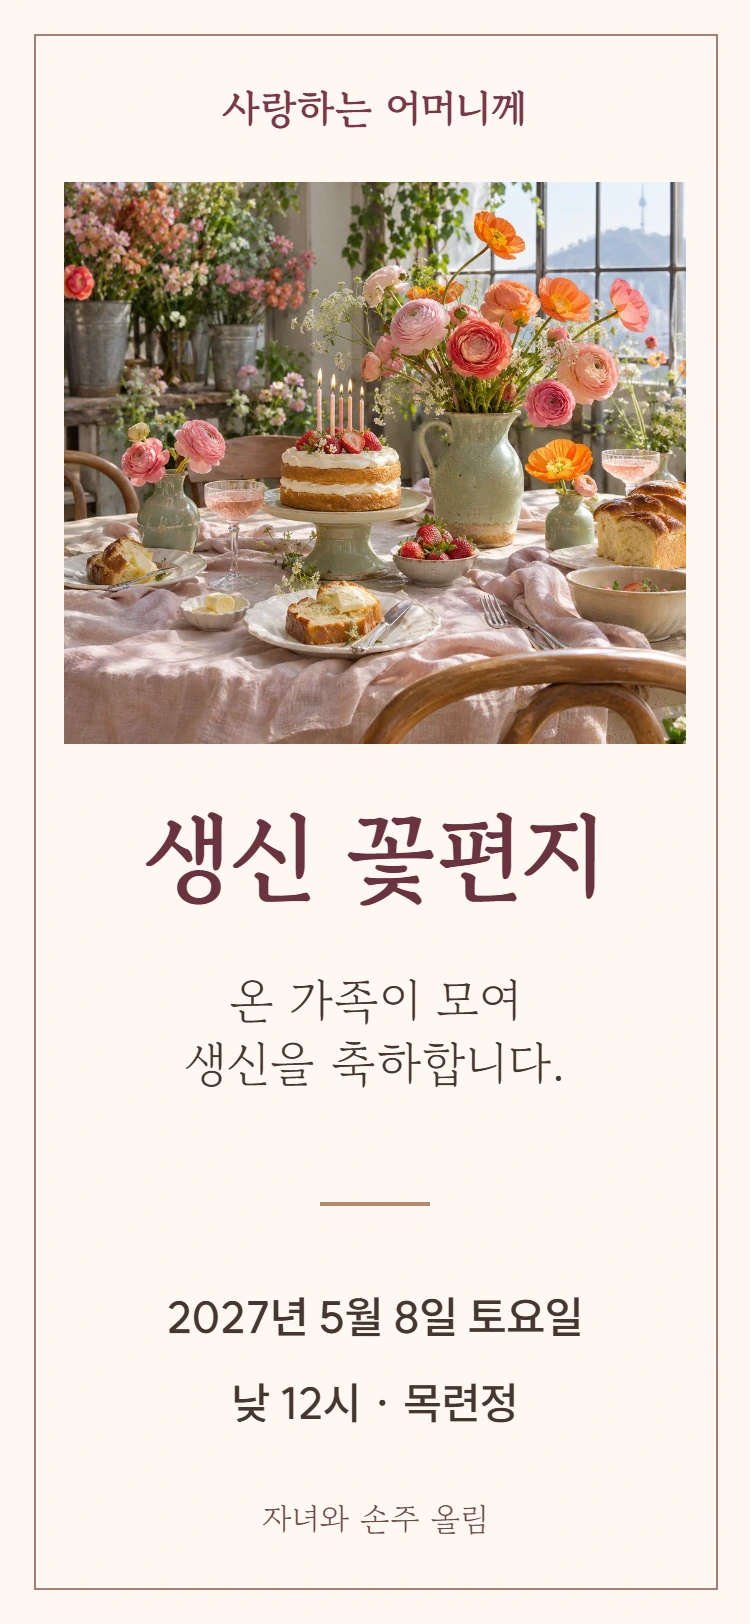 사랑하는 어머니께
생신 꽃편지
온 가족이 모여
생신을 축하합니다.
2027년 5월 8일 토요일
낮 12시 · 목련정
자녀와 손주 올림